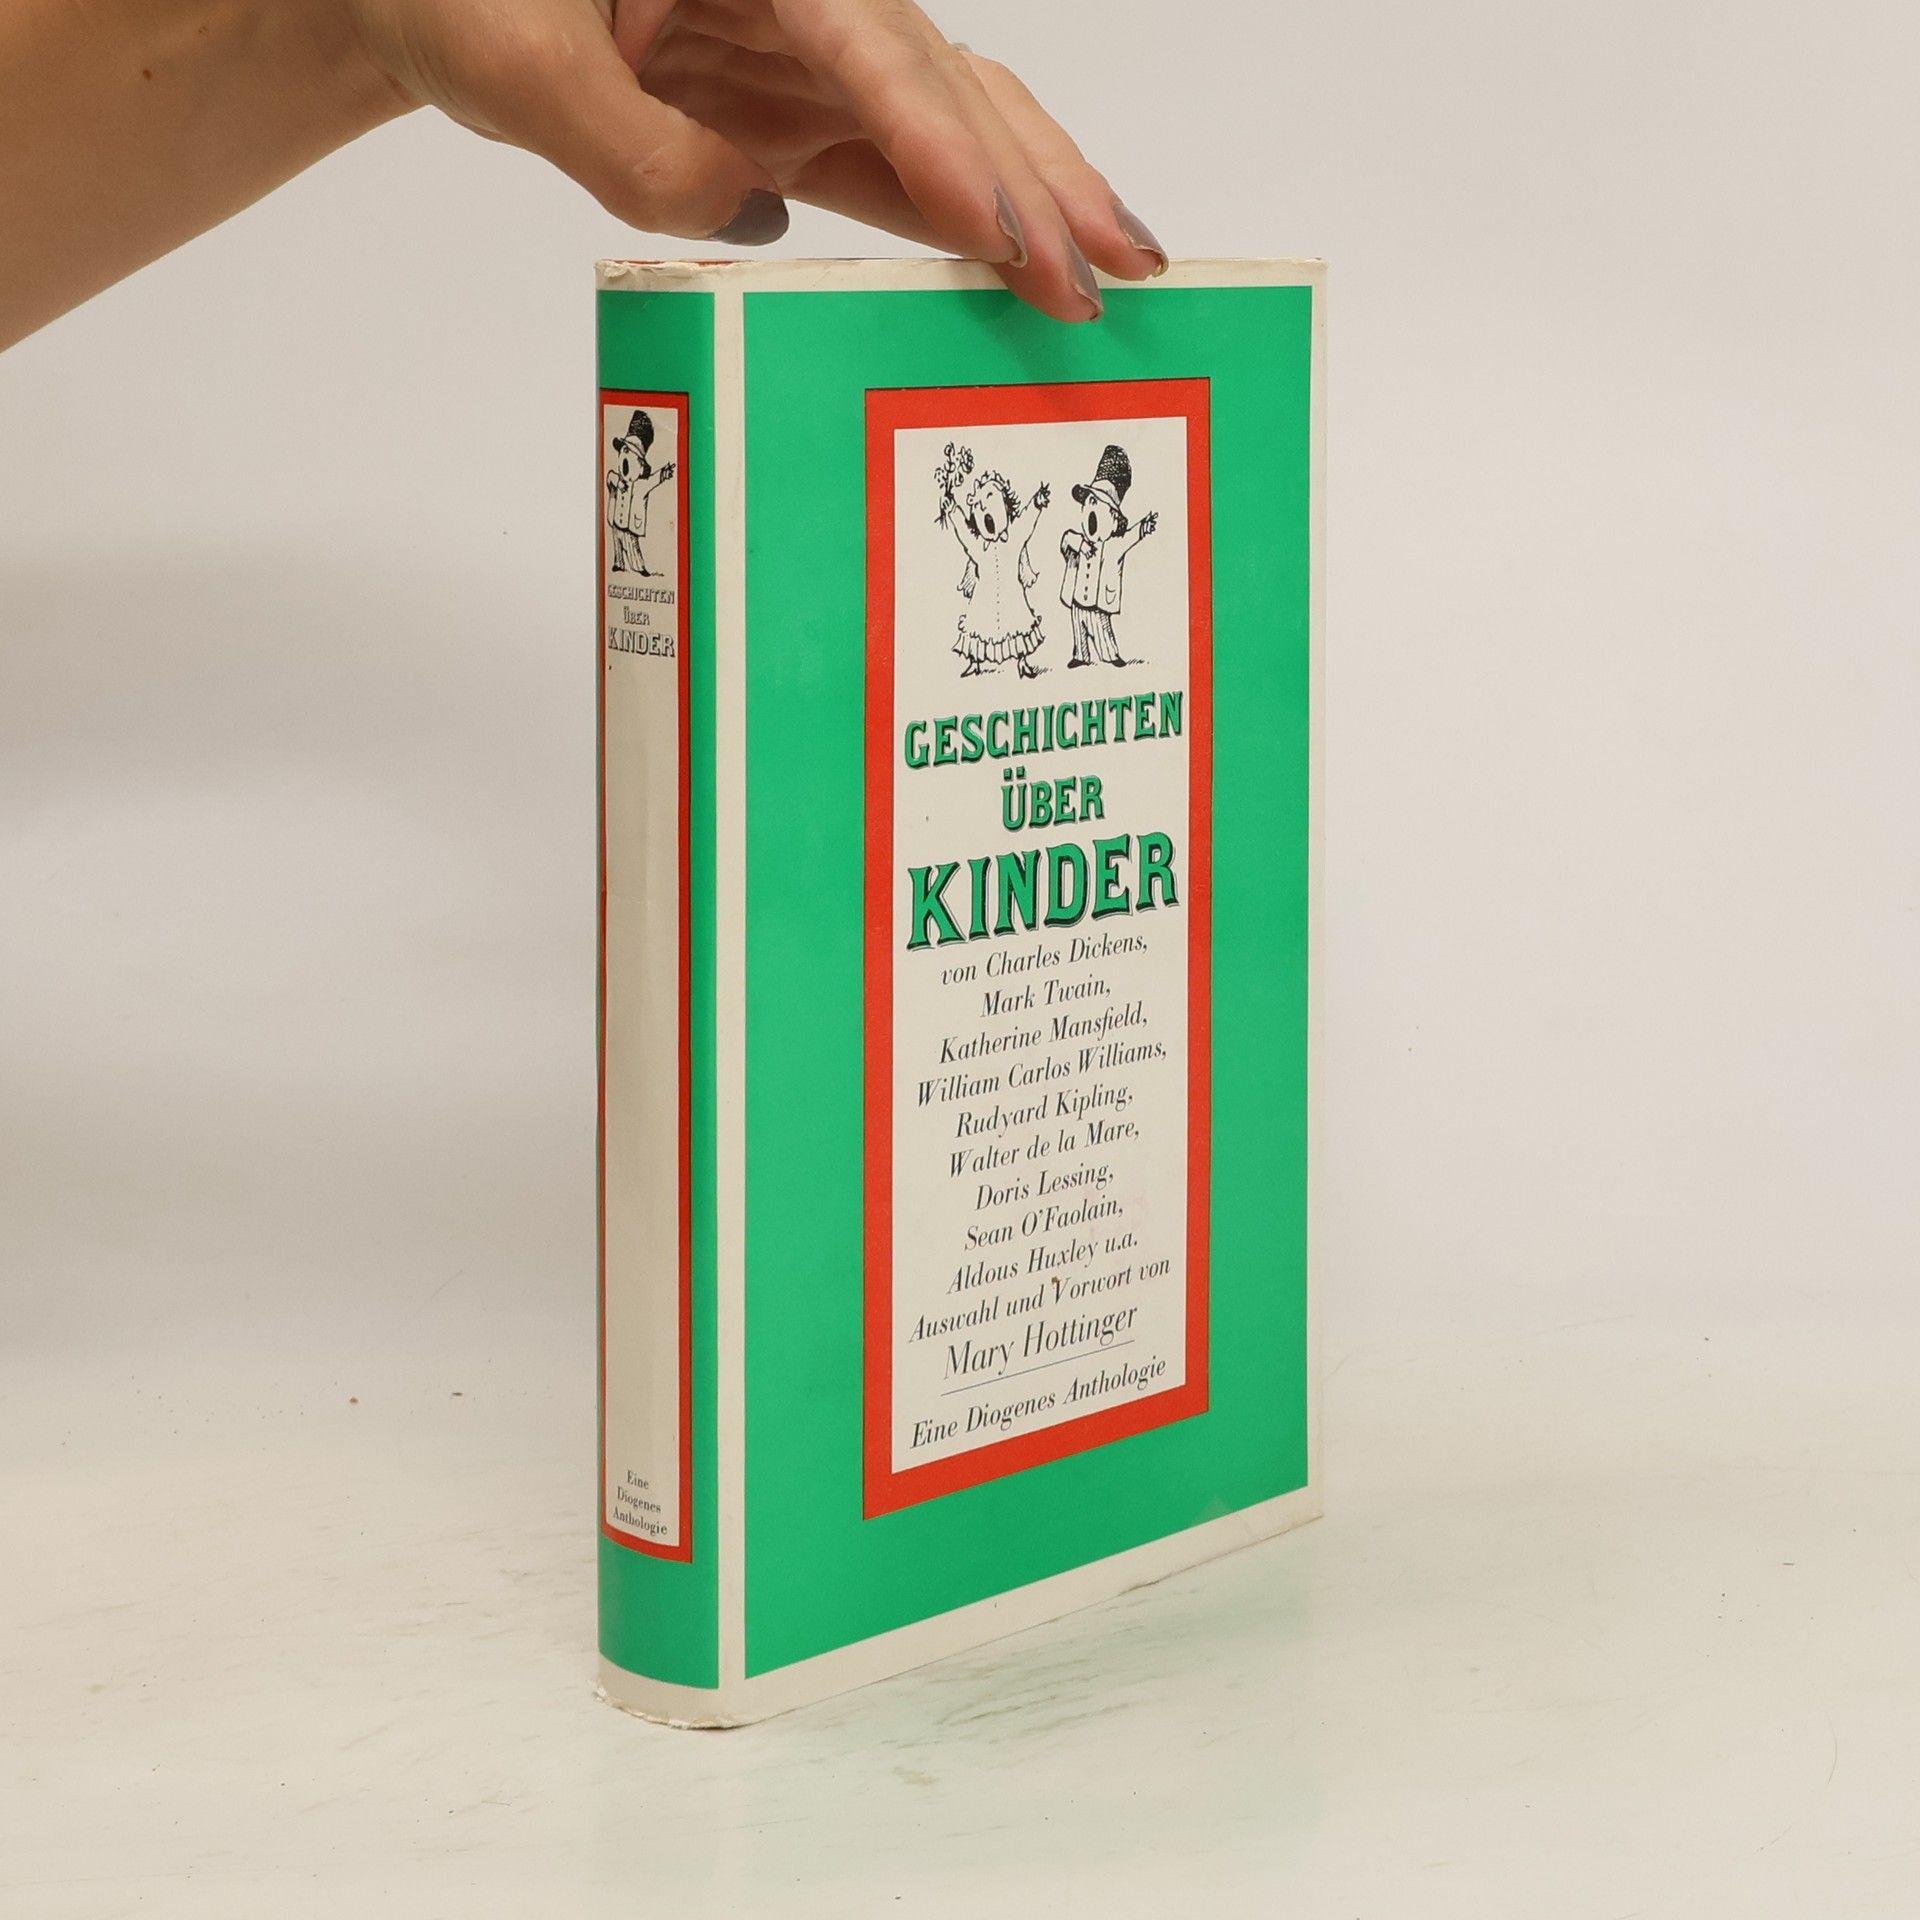 GESCHICHTEN
ÜBER
KINDER
Eine
Diogenes
Anthologie
GESCHICHTEN
ÜBER
KINDER
von Charles Dickens,
Mark Twain,
Katherine Mansfield,
William Carlos Williams,
Rudyard Kipling,
Walter de la Mare,
Doris Lessing,
Sean O'Faolain,
Aldous Huxley u.a.
Auswahl und Vorwort von
Mary Hottinger
Eine Diogenes Anthologie